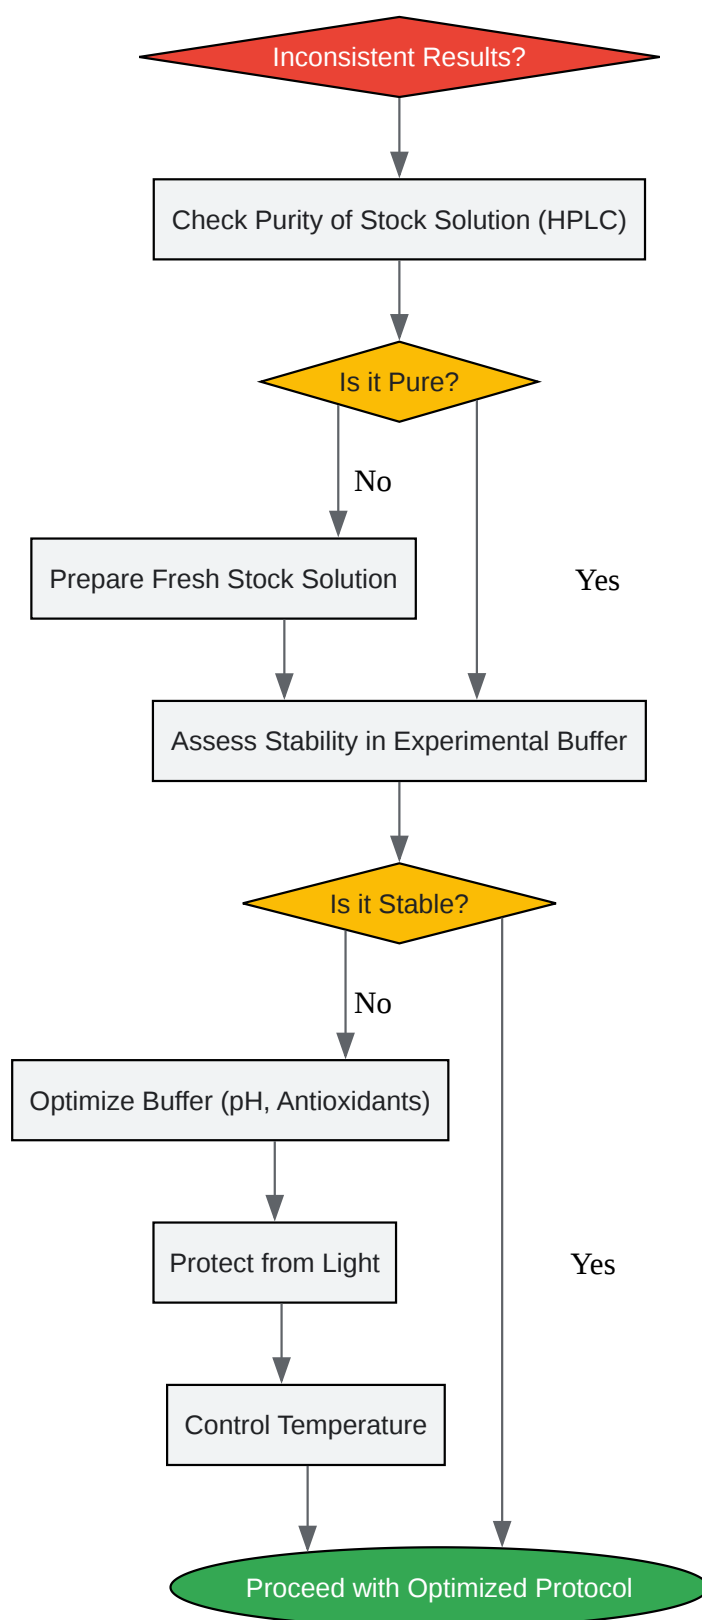 Inconsistent Results?
Check Purity of Stock Solution (HPLC)
Is it Pure?
No
Prepare Fresh Stock Solution
Yes
Assess Stability in Experimental Buffer
Is it Stable?
No
Optimize Buffer (pH, Antioxidants)
Protect from Light
Yes
Control Temperature
Proceed with Optimized Protocol